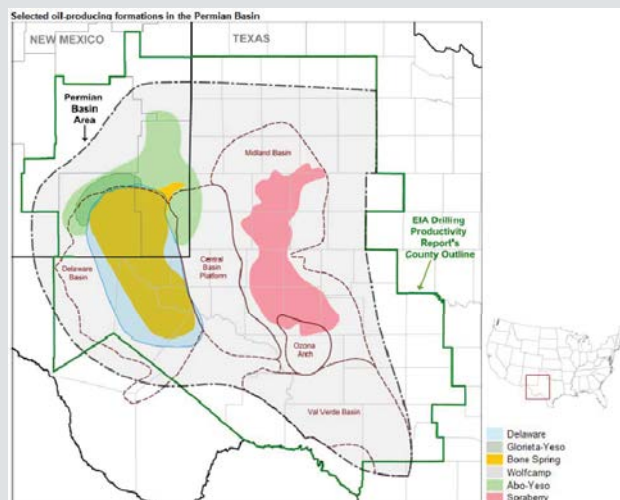 Selected oil-producing formations in the Permian Basin
NEW MEXICO
TEXAS
Permian
Basin
Area
Midland Basin
EIA Drilling
Productivity
Report's
County Outline
Delaware
Basin
Central
Basin
Platform
Ozona
Arch
Val Verde Basin
Delaware
Glorieta-Yeso
Bone Spring
Wolfcamp
Abo-Yeso
Spraberry